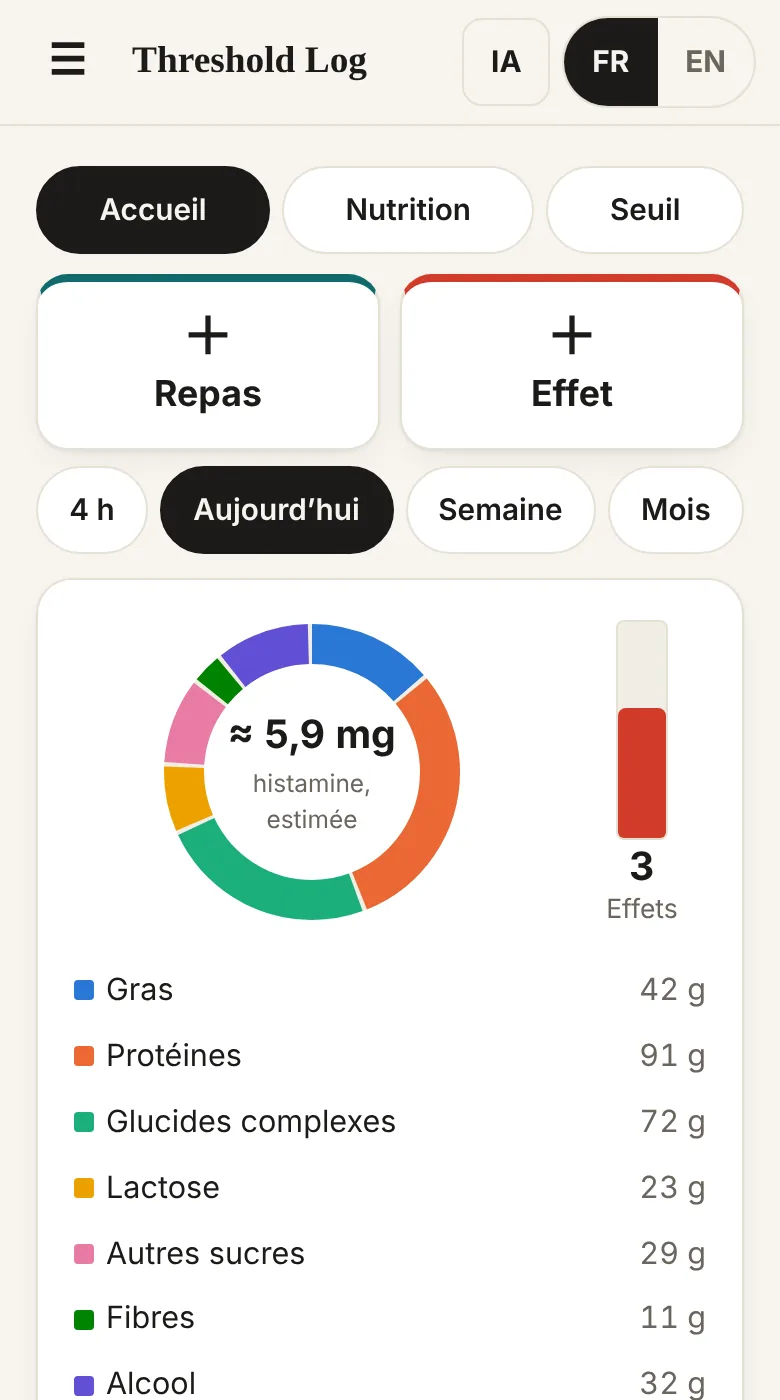 ☰ Threshold Log IA FR EN
Accueil Nutrition Seuil
+ +
Repas Effet
4 h Aujourd’hui Semaine Mois
≈ 5,9 mg
histamine,
estimée
3
Effets
Gras 42 g
Protéines 91 g
Glucides complexes 72 g
Lactose 23 g
Autres sucres 29 g
Fibres 11 g
Alcool 32 g